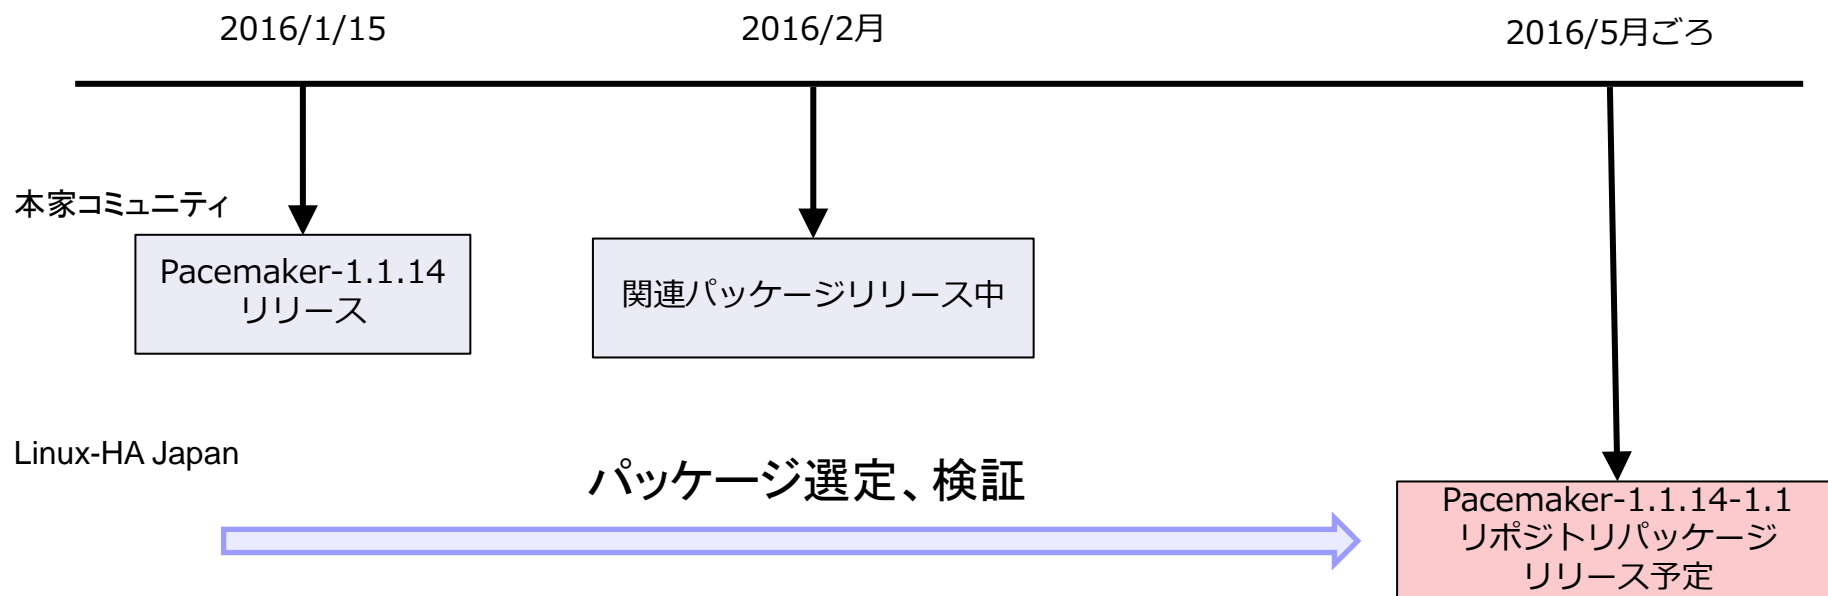 2016/1/15
2016/2月
2016/5月ごろ
本家コミュニティ
Pacemaker-1.1.14
リリース
関連パッケージリリース中
Linux-HA Japan
パッケージ選定、検証
Pacemaker-1.1.14-1.1
リポジトリパッケージ
リリース予定